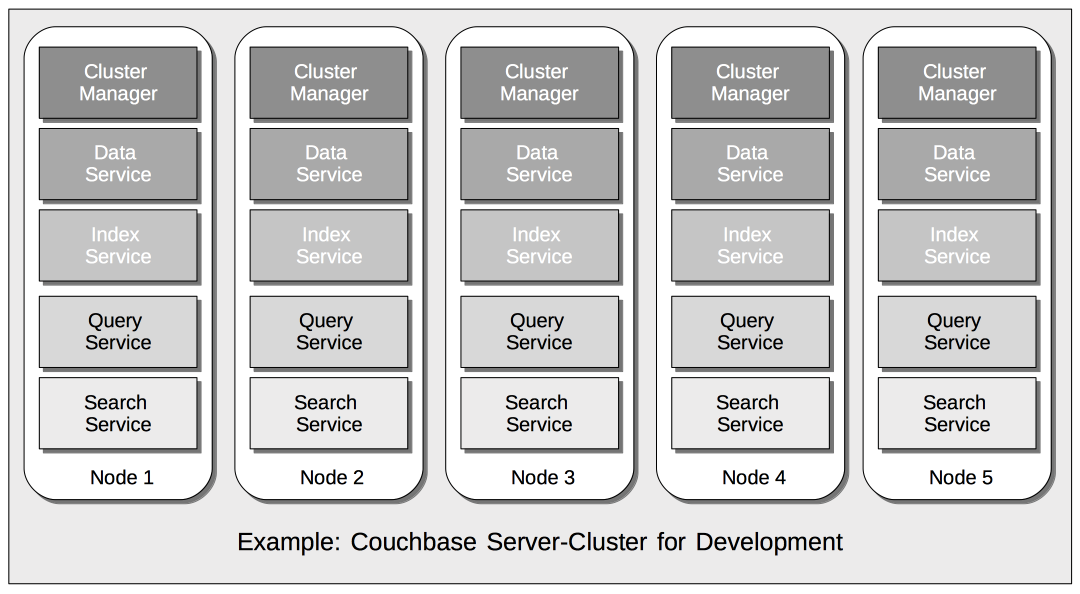 Cluster
Manager
Data
Service
Index
Service
Query
Service
Search
Service
Node 1
Cluster
Manager
Data
Service
Index
Service
Query
Service
Search
Service
Node 2
Cluster
Manager
Data
Service
Index
Service
Query
Service
Search
Service
Node 3
Cluster
Manager
Data
Service
Index
Service
Query
Service
Search
Service
Node 4
Cluster
Manager
Data
Service
Index
Service
Query
Service
Search
Service
Node 5
Example: Couchbase Server-Cluster for Development